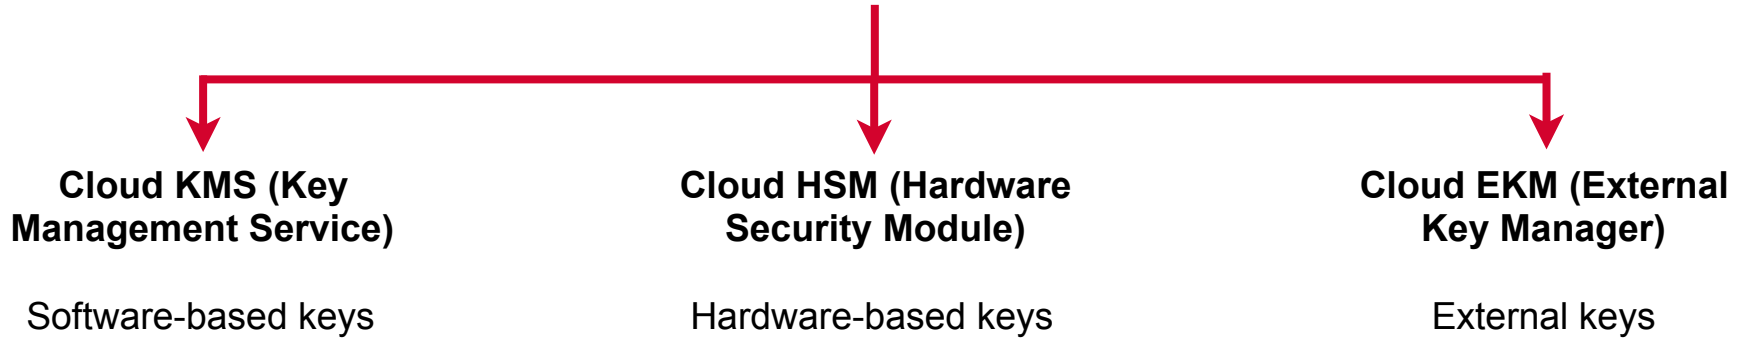 Cloud KMS (Key
Management Service)
Software-based keys
Cloud HSM (Hardware
Security Module)
Hardware-based keys
Cloud EKM (External
Key Manager)
External keys